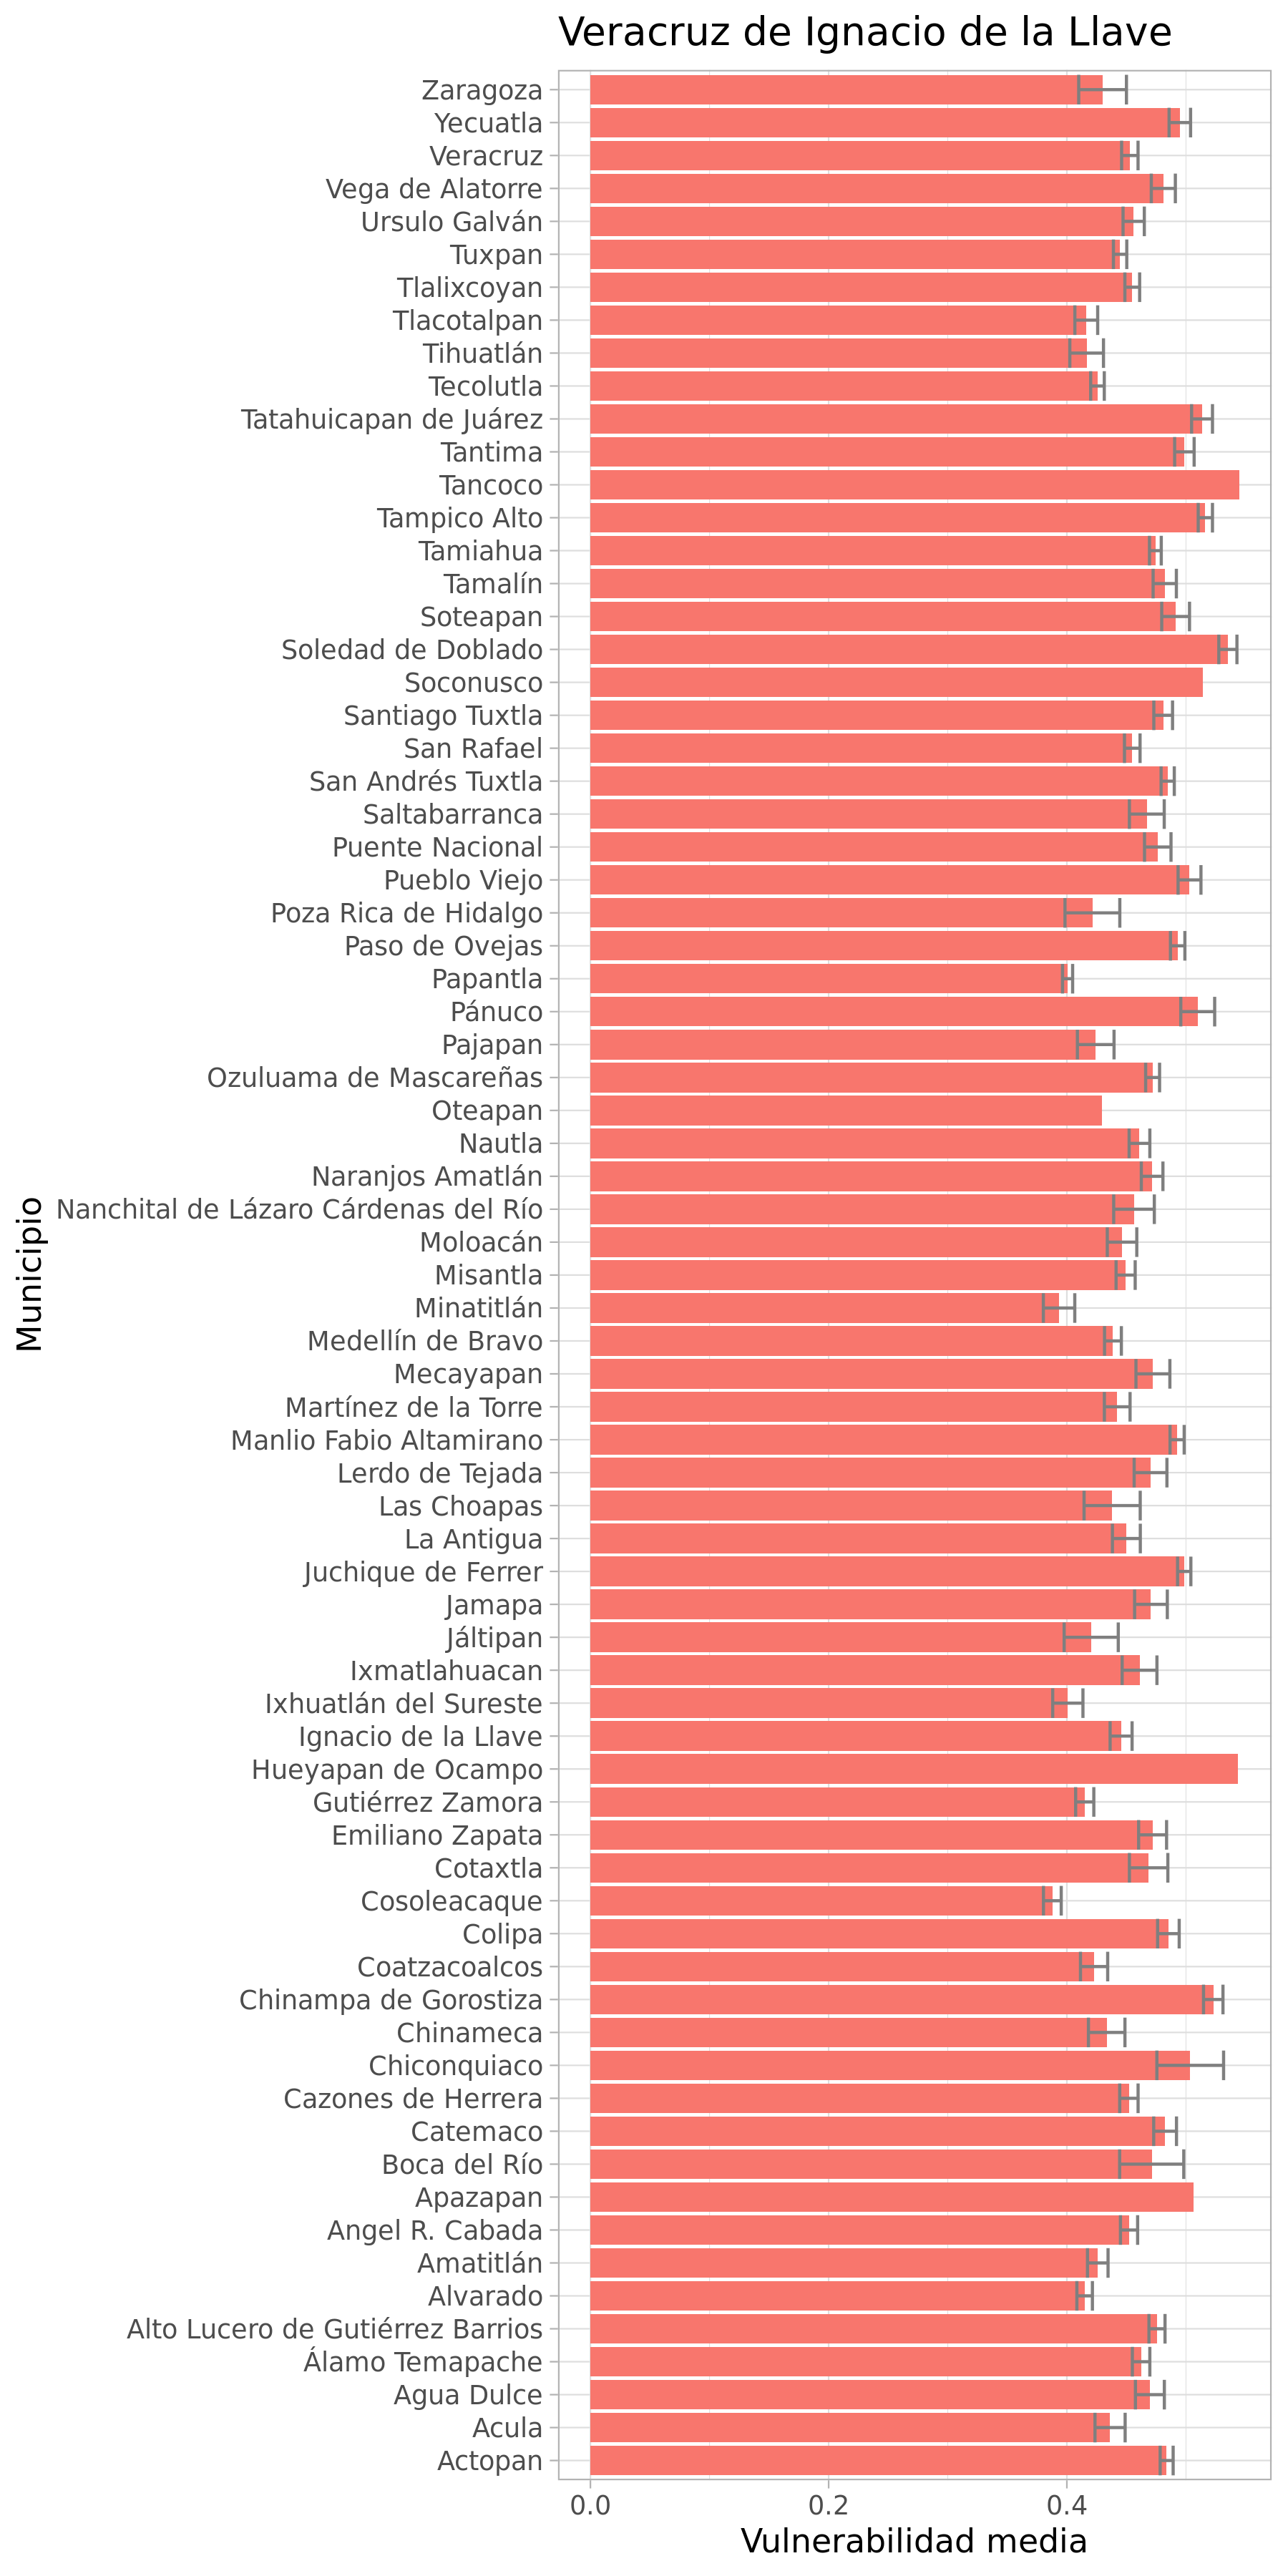 Veracruz de Ignacio de la Llave
Zaragoza
Yecuatla
Veracruz
Vega de Alatorre
Ursulo Galván
Tuxpan
Tlalixcoyan
Tlacotalpan
Tihuatlán
Tecolutla
Tatahuicapan de Juárez
Tantima
Tancoco
Tampico Alto
Tamiahua
Tamalín
Soteapan
Soledad de Doblado
Soconusco
Santiago Tuxtla
San Rafael
San Andrés Tuxtla
Saltabarranca
Puente Nacional
Pueblo Viejo
Poza Rica de Hidalgo
Paso de Ovejas
Papantla
Pánuco
Pajapan
Ozuluama de Mascareñas
Oteapan
Nautla
Naranjos Amatlán
Nanchital de Lázaro Cárdenas del Río
Moloacán
Misantla
Minatitlán
Medellín de Bravo
Mecayapan
Martínez de la Torre
Manlio Fabio Altamirano
Lerdo de Tejada
Las Choapas
La Antigua
Juchique de Ferrer
Jamapa
Jáltipan
Ixmatlahuacan
Ixhuatlán del Sureste
Ignacio de la Llave
Hueyapan de Ocampo
Gutiérrez Zamora
Emiliano Zapata
Cotaxtla
Cosoleacaque
Colipa
Coatzacoalcos
Chinampa de Gorostiza
Chinameca
Chiconquiaco
Cazones de Herrera
Catemaco
Boca del Río
Apazapan
Angel R. Cabada
Amatitlán
Alvarado
Alto Lucero de Gutiérrez Barrios
Álamo Temapache
Agua Dulce
Acula
Actopan
Municipio
0.0 0.2 0.4
Vulnerabilidad media